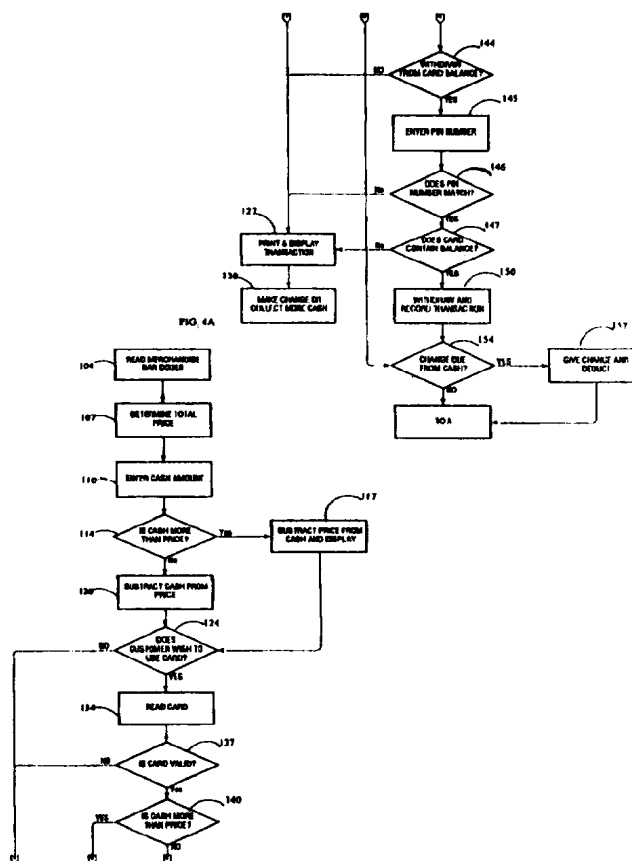 144
WITHDRAW
FROM CARD BALANCE?
NO
YES
145
ENTER PIN NUMBER
146
DOES PIN
NUMBER MATCH?
No
YES
147
DOES CARD
CONTAIN BALANCE?
No
YES
127
PRINT & DISPLAY
TRANSACTION
130
MAKE CHANGE OR
COLLECT MORE CASH
150
WITHDRAW AND
RECORD TRANSACTION
154
CHANGE DUE
FROM CASH?
YES
NO
157
GIVE CHANGE AND
DEDUCT
TO A
FIG. 4A
104
READ MERCHANDISE
BAR CODES
107
DETERMINE TOTAL
PRICE
110
ENTER CASH AMOUNT
114
IS CASH MORE
THAN PRICE?
Yes
No
117
SUBTRACT PRICE FROM
CASH AND DISPLAY
120
SUBTRACT CASH FROM
PRICE
124
DOES
CUSTOMER WISH TO
USE CARD?
NO
YES
134
READ CARD
137
IS CARD VALID?
NO
Yes
140
IS CASH MORE
THAN PRICE?
YES
NO